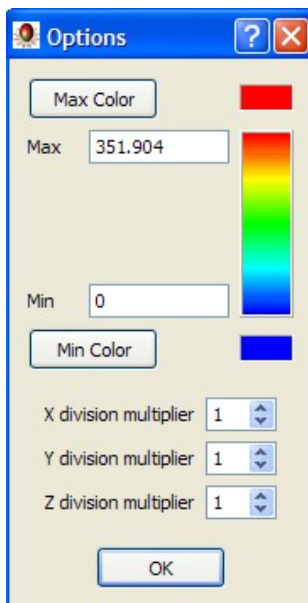 Options
Max Color
Max 351.904
Min 0
Min Color
X division multiplier 1
Y division multiplier 1
Z division multiplier 1
OK